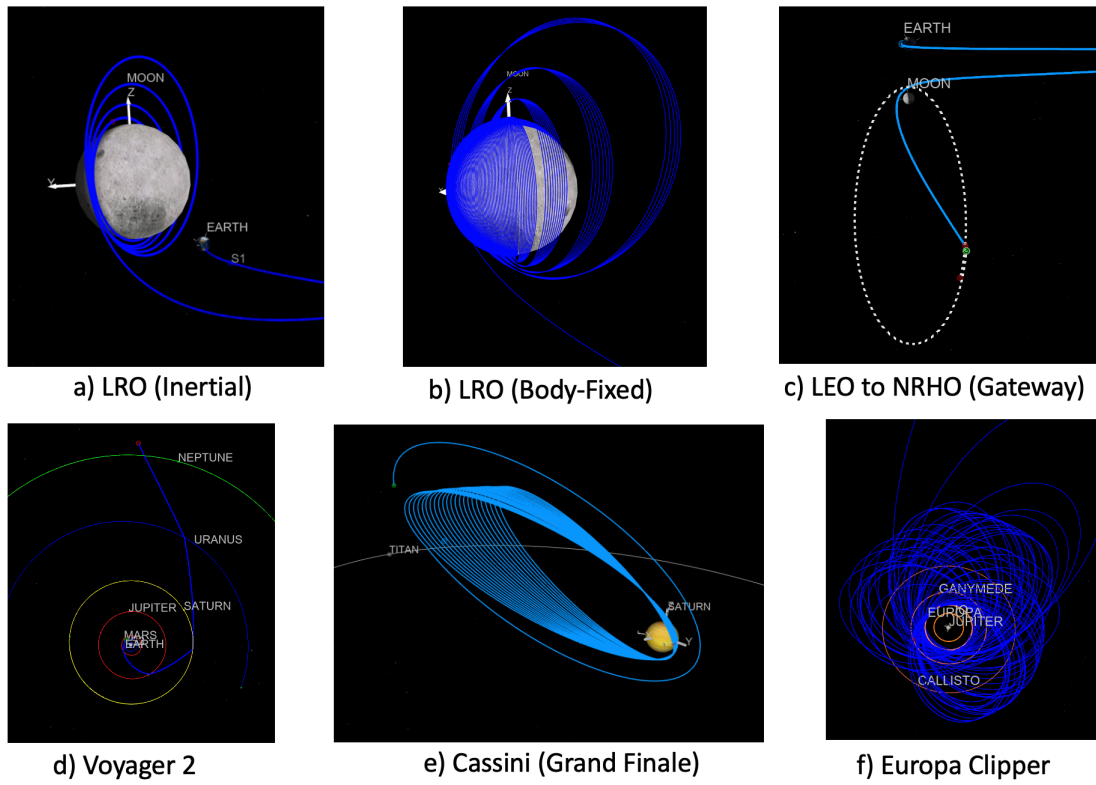 MOON
Z
Y
EARTH
S1
a) LRO (Inertial)
MOON
Z
b) LRO (Body-Fixed)
EARTH
MOON
c) LEO to NRHO (Gateway)
NEPTUNE
URANUS
JUPITER
SATURN
MARS
EARTH
d) Voyager 2
TITAN
SATURN
Z
Y
e) Cassini (Grand Finale)
GANYMEDE
IO
EUROPA
JUPITER
CALLISTO
f) Europa Clipper